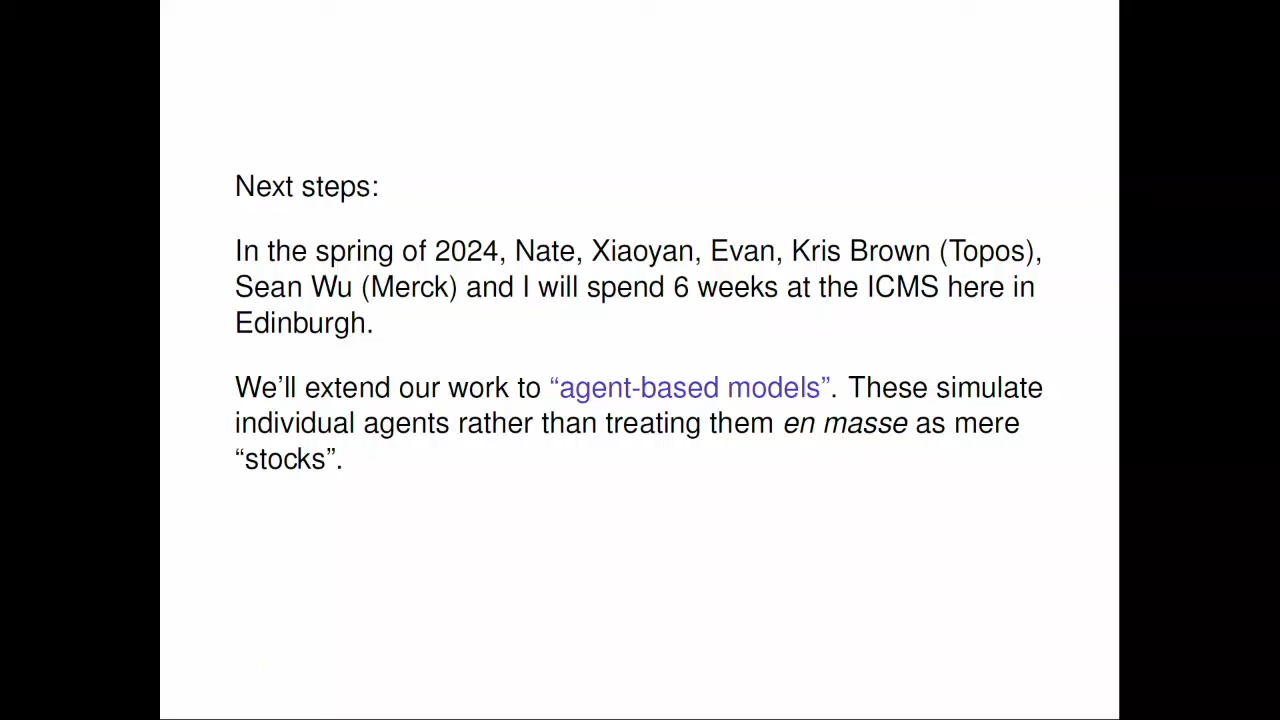 Next steps:
In the spring of 2024, Nate, Xiaoyan, Evan, Kris Brown (Topos),
Sean Wu (Merck) and I will spend 6 weeks at the ICMS here in
Edinburgh.
We’ll extend our work to “agent-based models”. These simulate
individual agents rather than treating them en masse as mere
“stocks”.